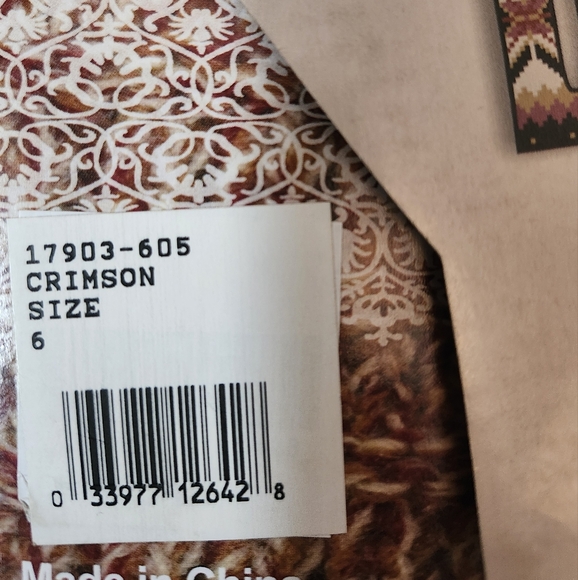 17903-605
CRIMSON
SIZE
6
0 33977 12642 8
Made in China